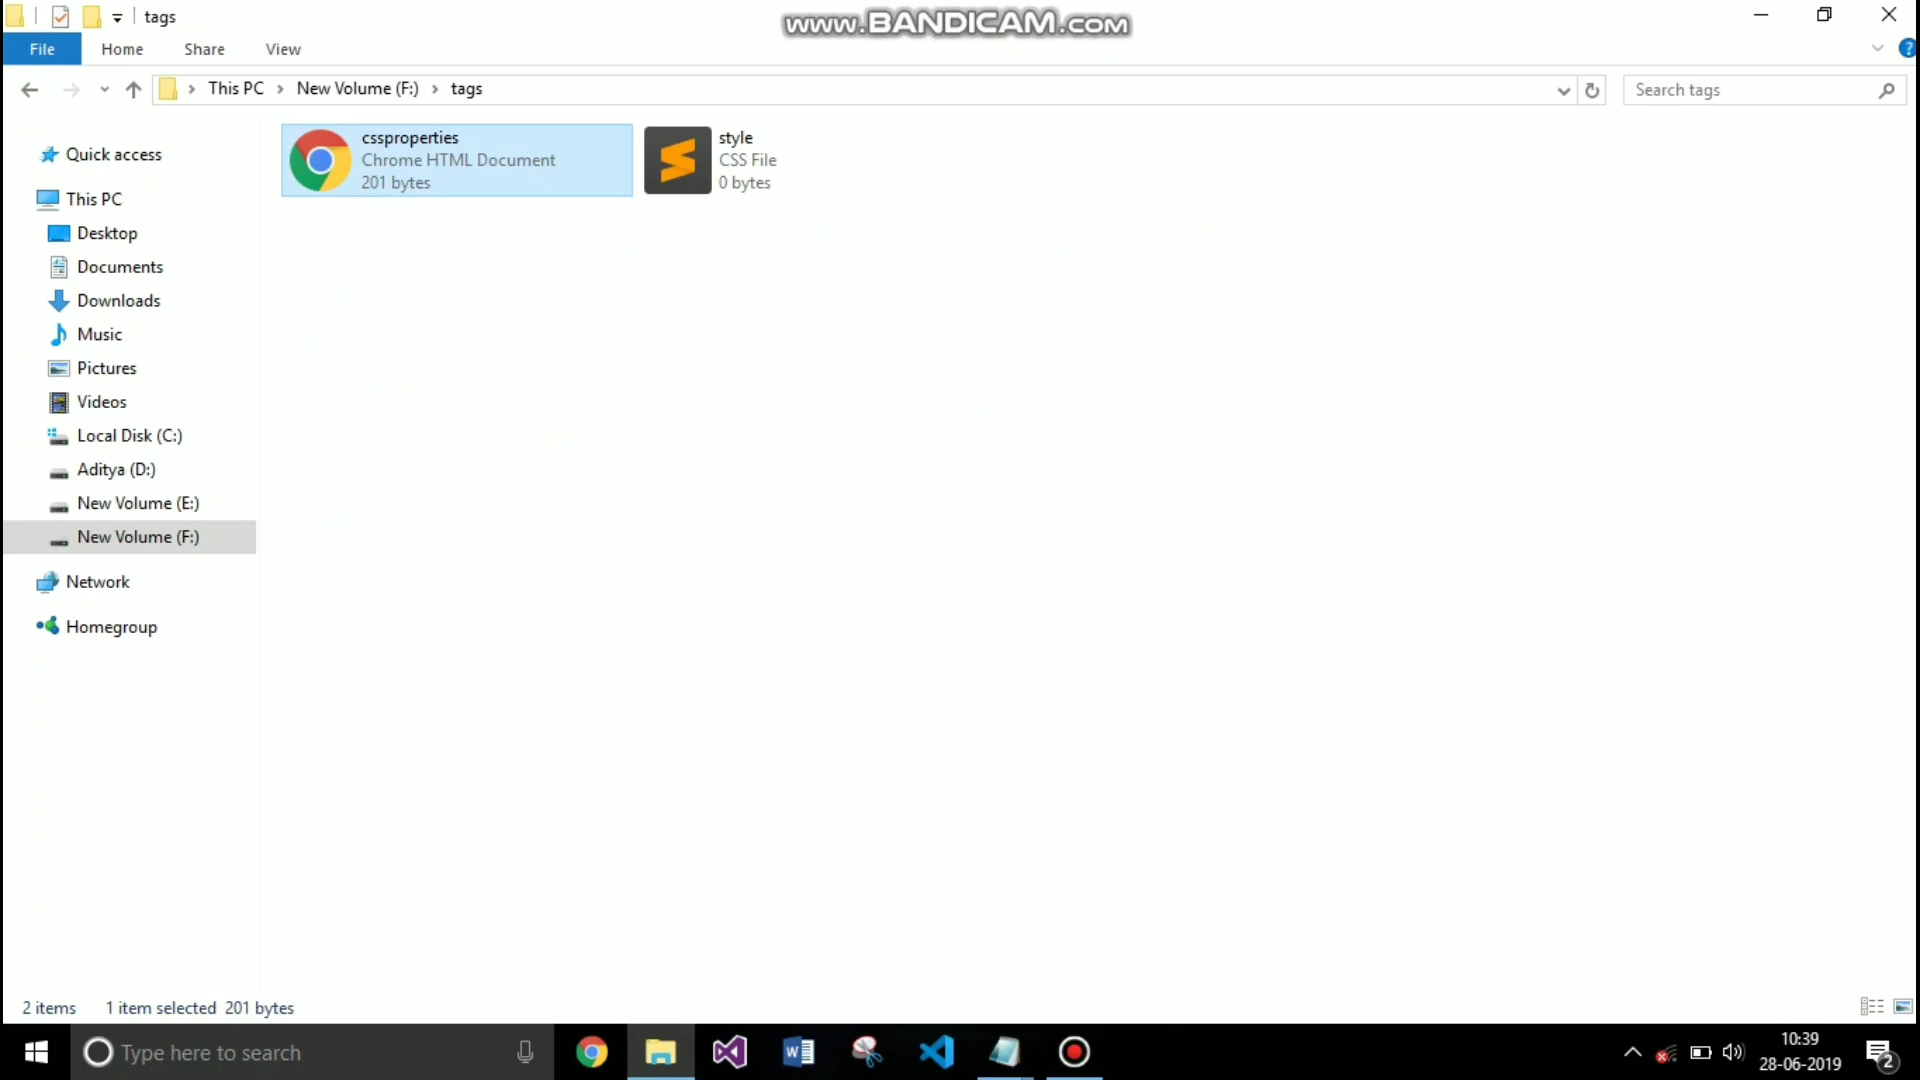 tags
www.BANDICAM.com
File Home Share View
This PC New Volume (F:) tags
Search tags
Quick access
This PC
Desktop
Documents
Downloads
Music
Pictures
Videos
Local Disk (C:)
Aditya (D:)
New Volume (E:)
New Volume (F:)
Network
Homegroup
cssproperties
Chrome HTML Document
201 bytes
style
CSS File
0 bytes
2 items 1 item selected 201 bytes
Type here to search
10:39
28-06-2019
2